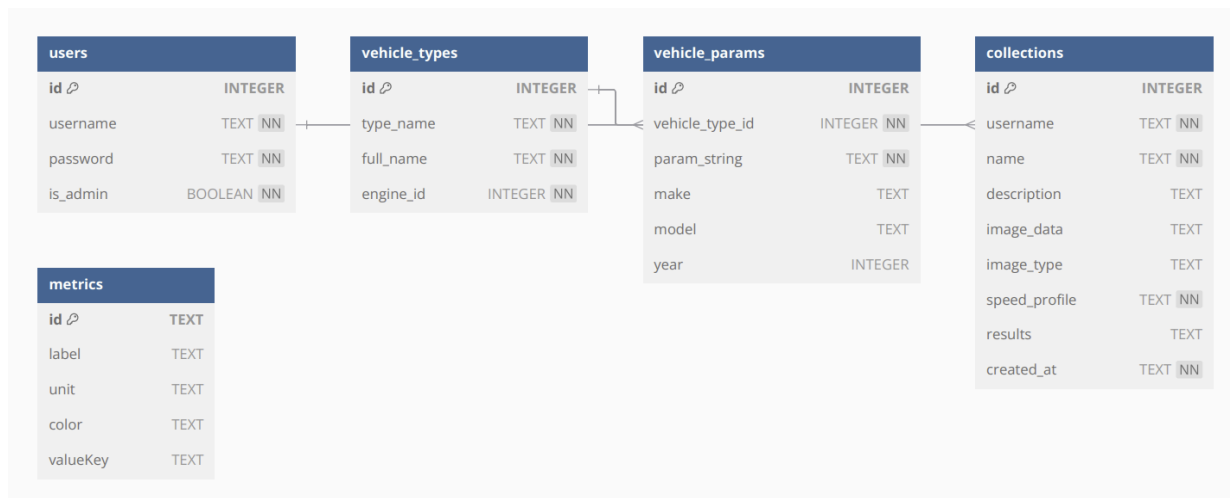 users
id INTEGER
username TEXT NN
password TEXT NN
is_admin BOOLEAN NN
vehicle_types
id INTEGER
type_name TEXT NN
full_name TEXT NN
engine_id INTEGER NN
vehicle_params
id INTEGER
vehicle_type_id INTEGER NN
param_string TEXT NN
make TEXT
model TEXT
year INTEGER
collections
id INTEGER
username TEXT NN
name TEXT NN
description TEXT
image_data TEXT
image_type TEXT
speed_profile TEXT NN
results TEXT
created_at TEXT NN
metrics
id TEXT
label TEXT
unit TEXT
color TEXT
valueKey TEXT